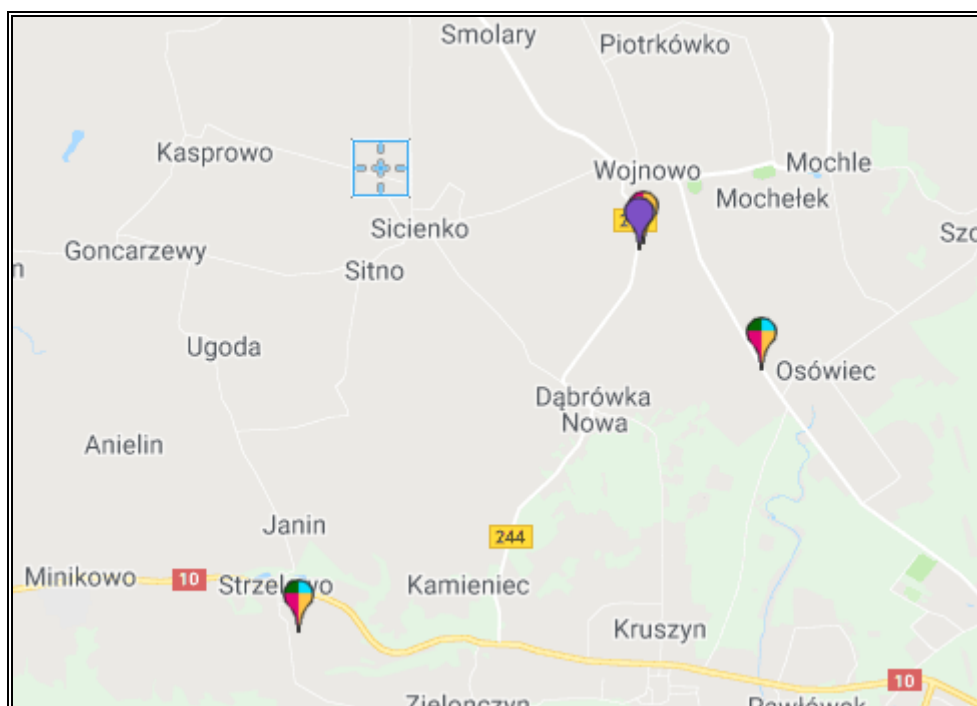 Smolary
Piotrkówko
Kasprowo
Wojnowo
Mochle
Mochełek
Sicienko
Goncarzewy
Sitno
Ugoda
Osówiec
Dąbrówka
Nowa
Anielin
Janin
244
Minikowo
10
Kamieniec
Kruszyn
10